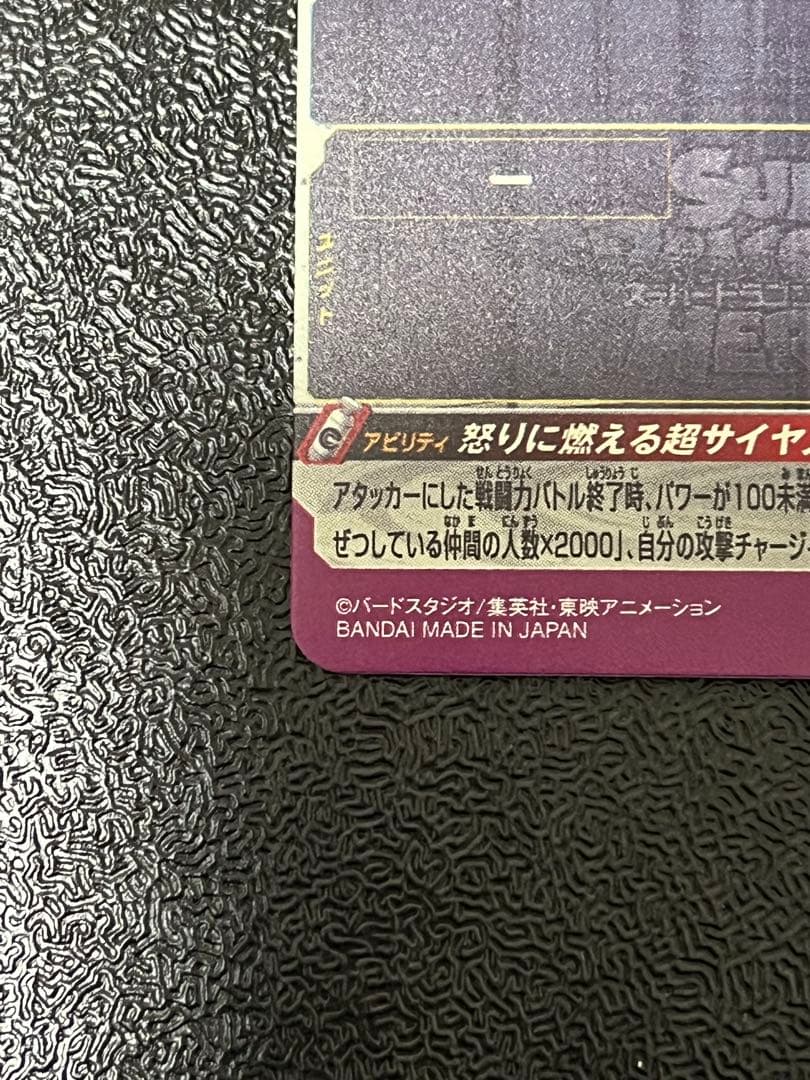 ー
ユニット
アビリティ 怒りに燃える超サイヤ
アタッカーにした戦闘力バトル終了時、パワーが100未満
ぜつしている仲間の人数×2000」、自分の攻撃チャージ
©バードスタジオ/集英社・東映アニメーション
BANDAI MADE IN JAPAN